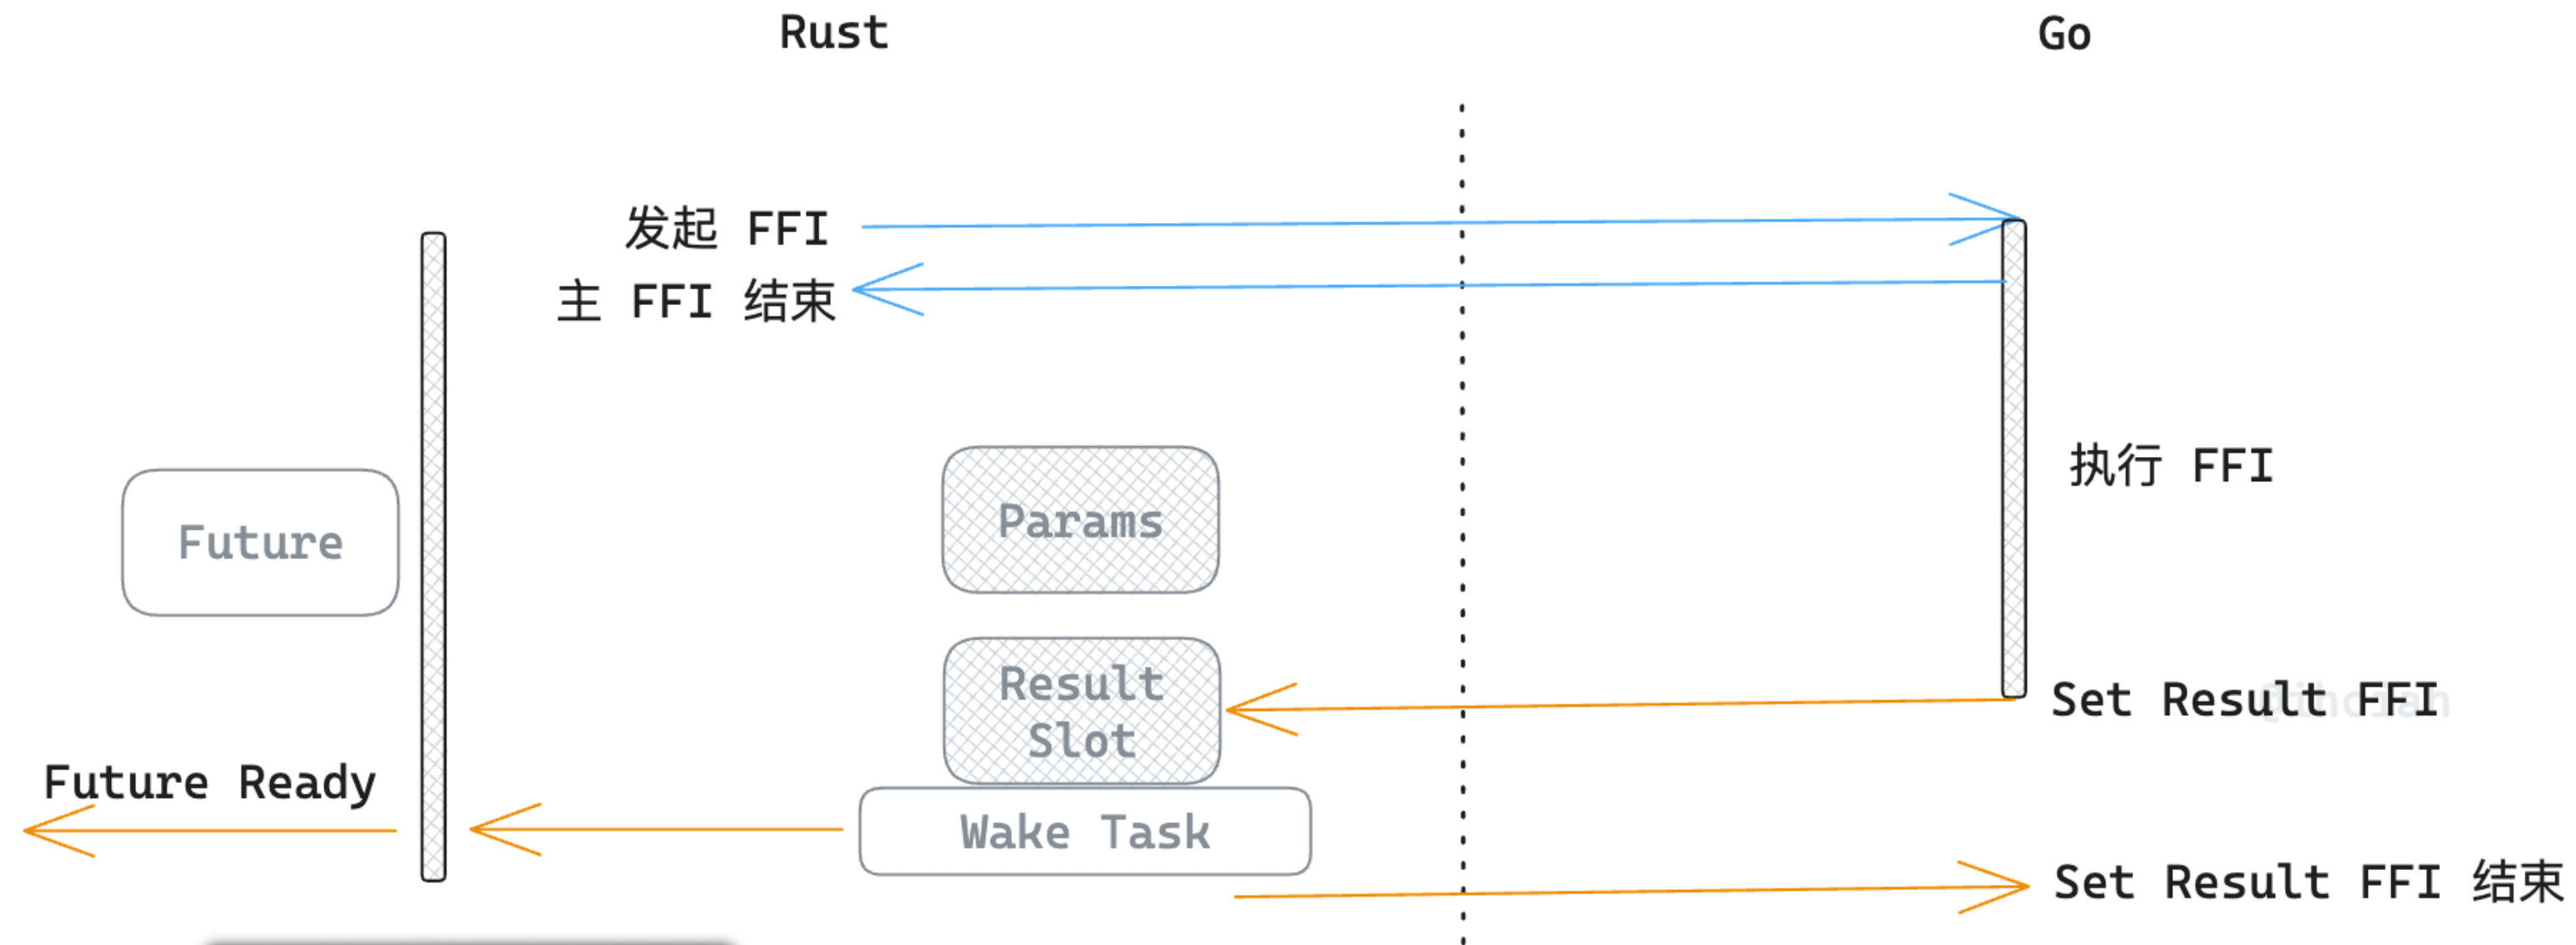 Rust
Go
发起 FFI
主 FFI 结束
执行 FFI
Future
Params
Result
Slot
Set Result FFI
Future Ready
Wake Task
Set Result FFI 结束